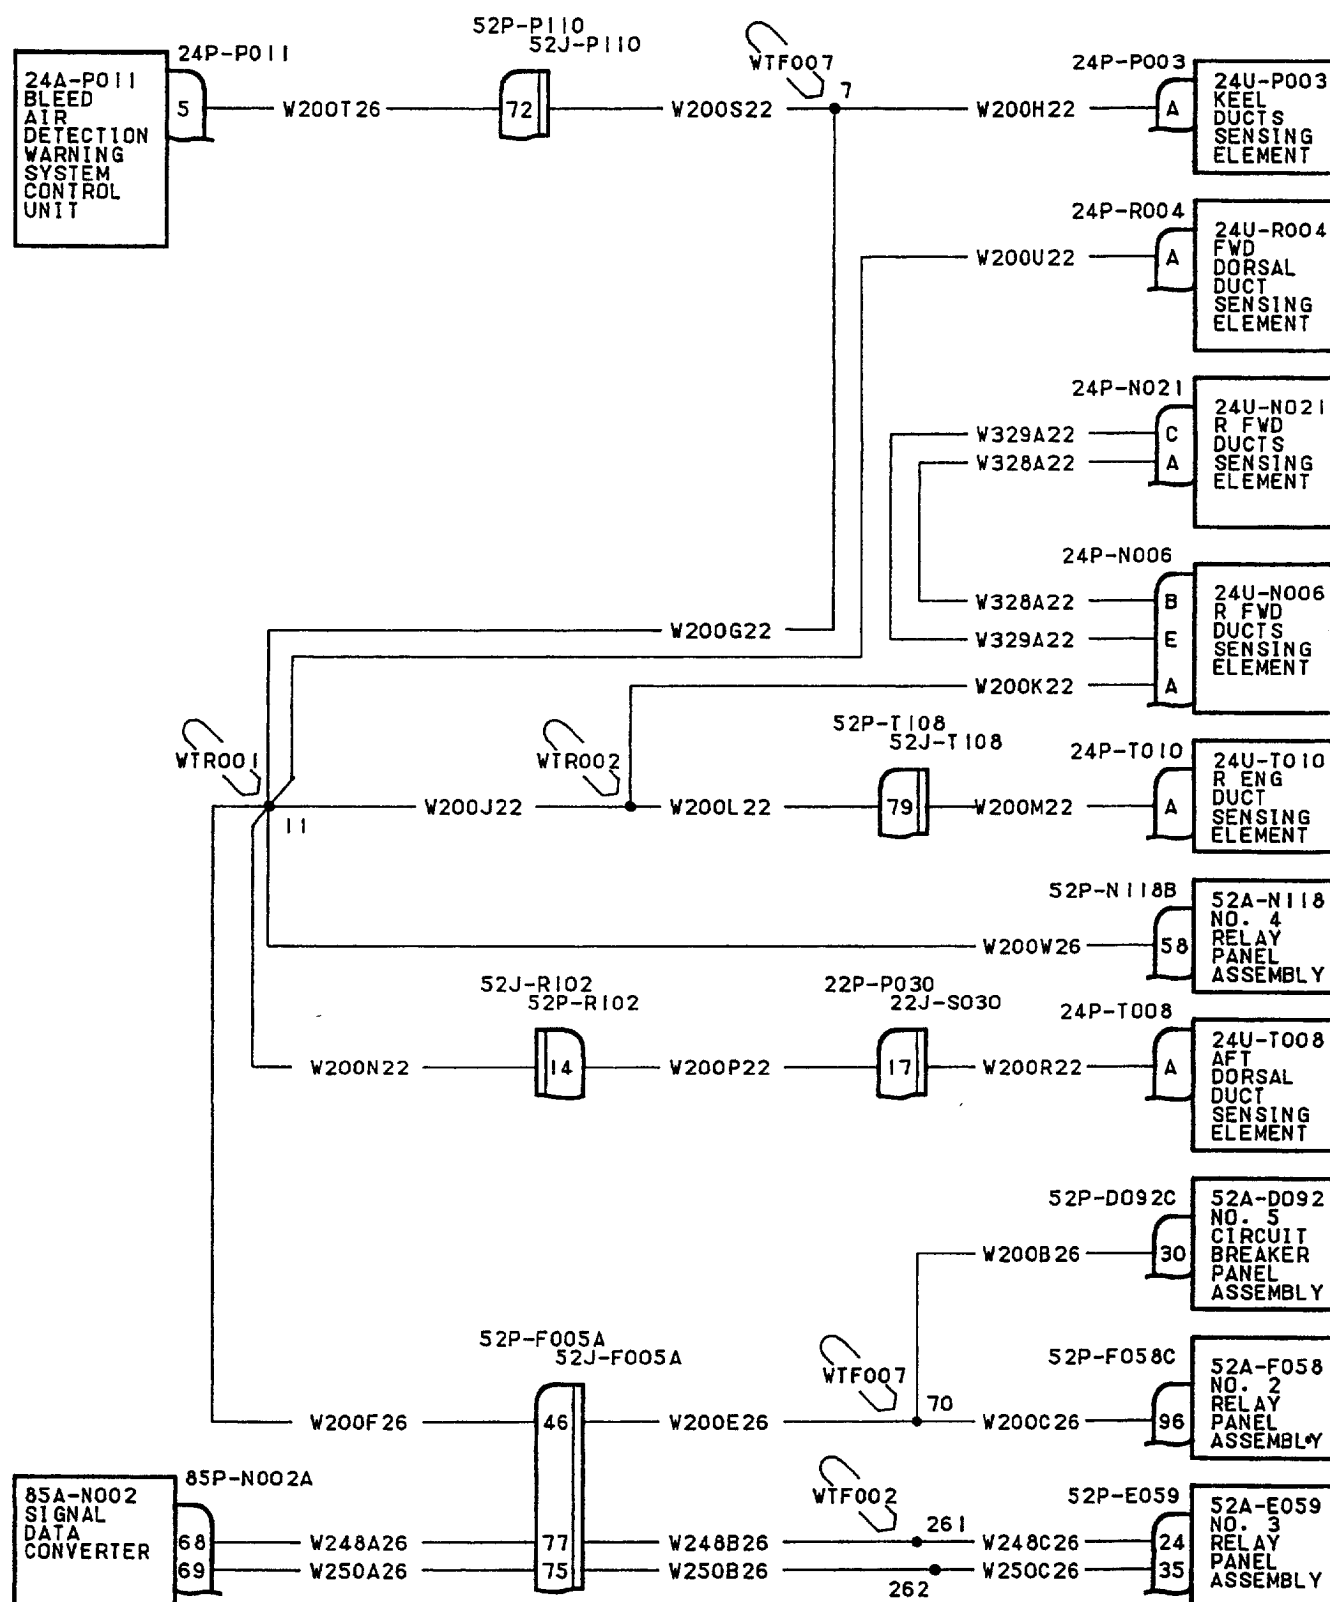 52P-P110
52J-P110
24P-P011
24A-P011
BLEED
AIR
DETECTION
WARNING
SYSTEM
CONTROL
UNIT
5
W200T26
72
W200S22
WTF007
7
W200H22
24P-P003
A
24U-P003
KEEL
DUCTS
SENSING
ELEMENT
24P-R004
W200U22
A
24U-R004
FWD
DORSAL
DUCT
SENSING
ELEMENT
24P-N021
W329A22
C
W328A22
A
24U-N021
R FWD
DUCTS
SENSING
ELEMENT
24P-N006
W328A22
B
W329A22
E
W200K22
A
24U-N006
R FWD
DUCTS
SENSING
ELEMENT
W200G22
WTR001
11
W200J22
WTR002
W200L22
52P-T108
52J-T108
79
W200M22
24P-T010
A
24U-T010
R ENG
DUCT
SENSING
ELEMENT
52P-N118B
W200W26
58
52A-N118
NO. 4
RELAY
PANEL
ASSEMBLY
52J-R102
52P-R102
W200N22
14
W200P22
22P-P030
22J-S030
17
W200R22
24P-T008
A
24U-T008
AFT
DORSAL
DUCT
SENSING
ELEMENT
52P-D092C
W200B26
30
52A-D092
NO. 5
CIRCUIT
BREAKER
PANEL
ASSEMBLY
52P-F005A
52J-F005A
W200F26
46
W200E26
WTF007
70
W200C26
52P-F058C
96
52A-F058
NO. 2
RELAY
PANEL
ASSEMBLY
85P-N002A
85A-N002
SIGNAL
DATA
CONVERTER
68
W248A26
77
W248B26
WTF002
261
W248C26
52P-E059
24
69
W250A26
75
W250B26
262
W250C26
35
52A-E059
NO. 3
RELAY
PANEL
ASSEMBLY